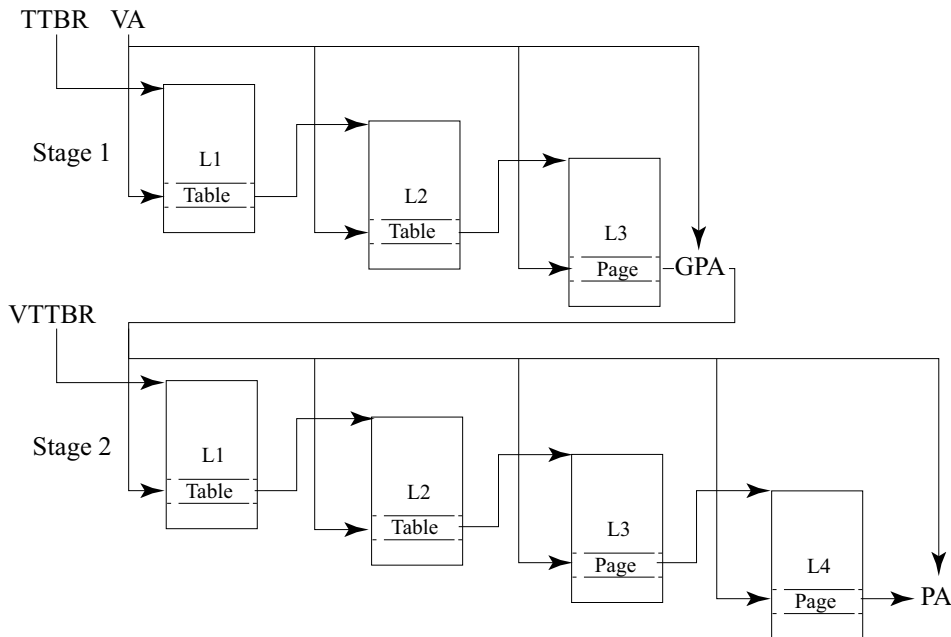 TTBR VA
Stage 1
L1
Table
L2
Table
L3
Page
GPA
VTTBR
Stage 2
L1
Table
L2
Table
L3
Page
L4
Page
PA